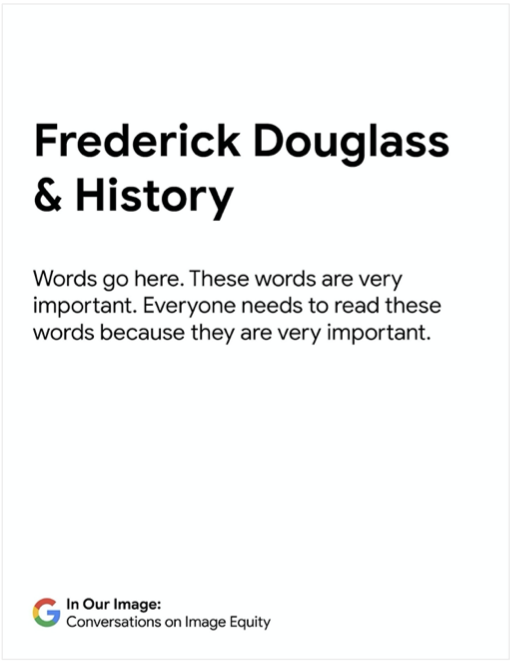 Frederick Douglass
& History
Words go here. These words are very
important. Everyone needs to read these
words because they are very important.
In Our Image:
Conversations on Image Equity